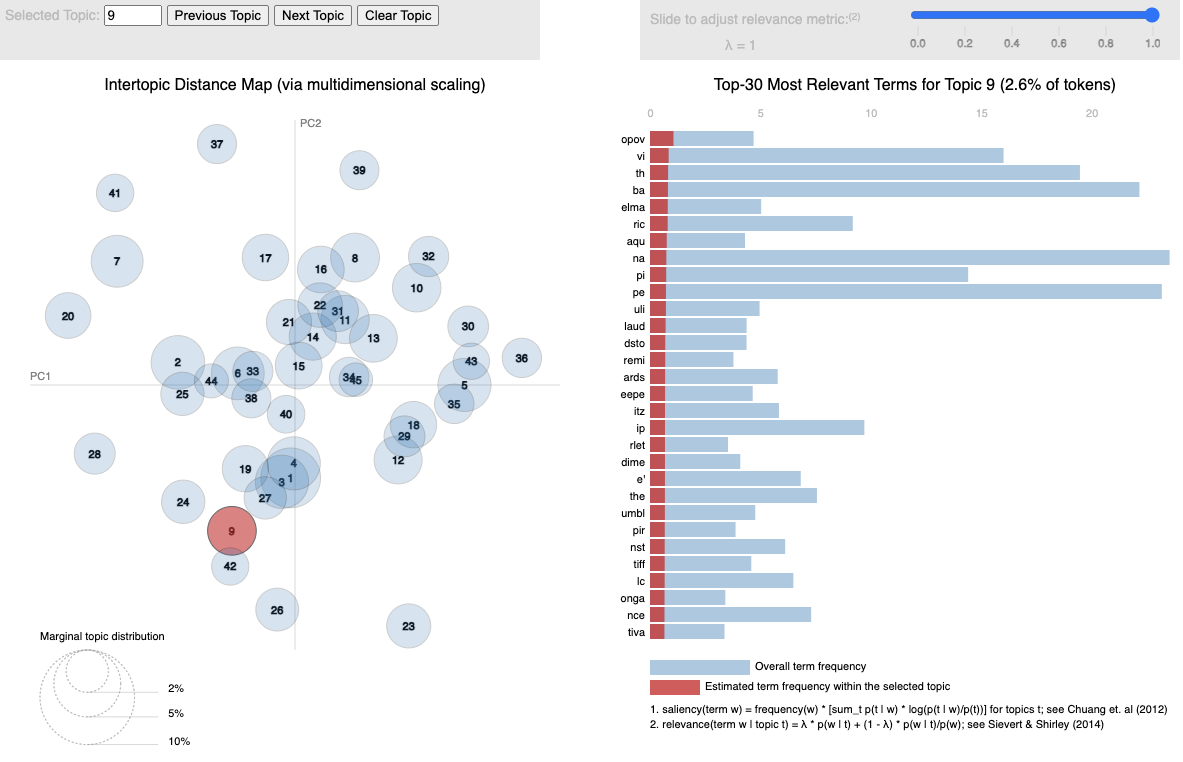 Selected Topic: 9 Previous Topic Next Topic Clear Topic
Slide to adjust relevance metric:(2)
λ = 1
0.0 0.2 0.4 0.6 0.8 1.0
Intertopic Distance Map (via multidimensional scaling)
PC2
PC1
37
39
41
7
17
8
32
16
10
20
22
31
11
21
30
14
13
2
15
43
36
6
33
44
34
45
5
25
38
35
40
18
29
28
12
19
4
3
1
27
24
9
42
26
23
Marginal topic distribution
2%
5%
10%
Top-30 Most Relevant Terms for Topic 9 (2.6% of tokens)
0 5 10 15 20
opov
vi
th
ba
elma
ric
aqu
na
pi
pe
uli
laud
dsto
remi
ards
eepe
itz
ip
rlet
dime
e'
the
umbl
pir
nst
tiff
lc
onga
nce
tiva
Overall term frequency
Estimated term frequency within the selected topic
1. saliency(term w) = frequency(w) * [sum_t p(t | w) * log(p(t | w)/p(t))] for topics t; see Chuang et. al (2012)
2. relevance(term w | topic t) = λ * p(w | t) + (1 - λ) * p(w | t)/p(w); see Sievert & Shirley (2014)